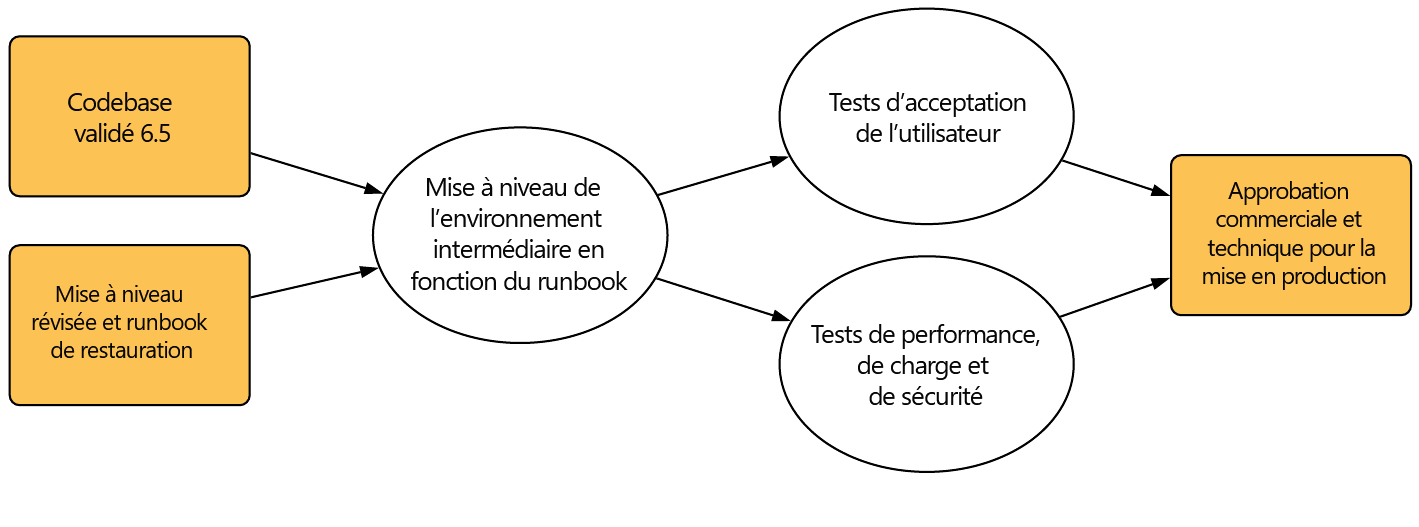 Codebase
validé 6.5
Mise à niveau
révisée et runbook
de restauration
Mise à niveau de
l’environnement
intermédiaire en
fonction du runbook
Tests d’acceptation
de l’utilisateur
Tests de performance,
de charge et
de sécurité
Approbation
commerciale et
technique pour la
mise en production